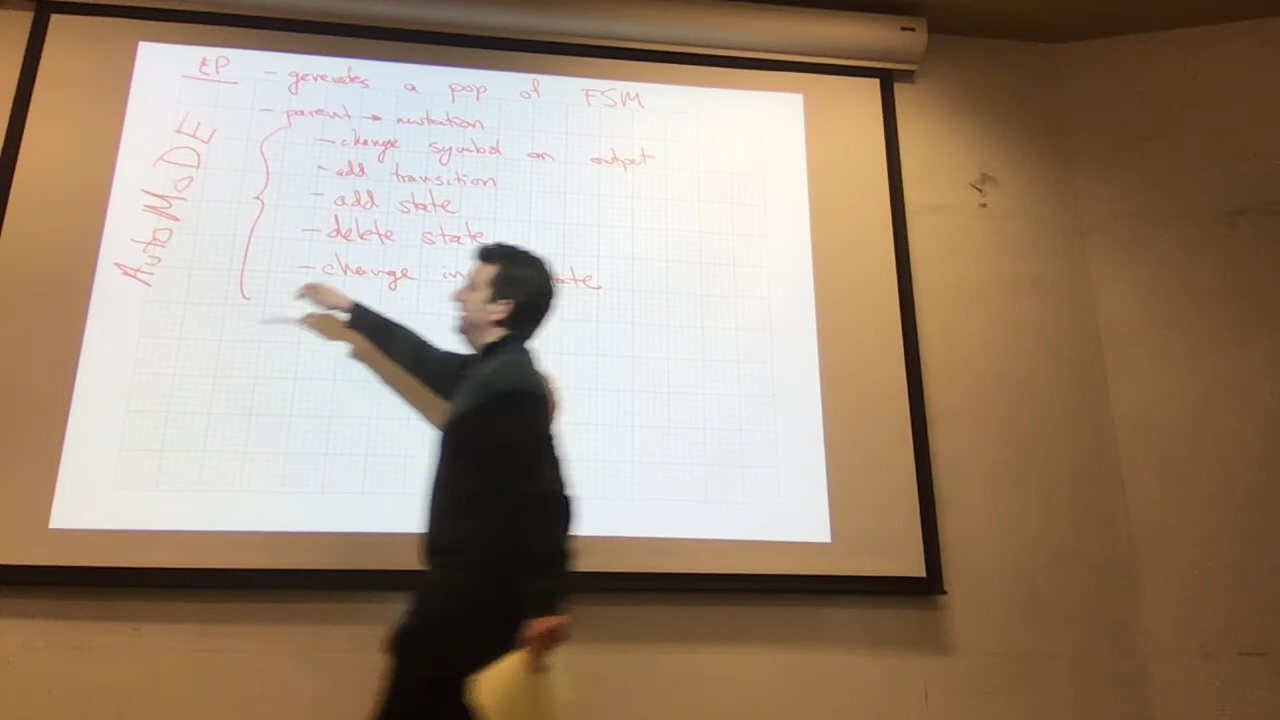 EP - generates a pop of FSM
- parent → mutation
- change symbol on output
- add transition
- add state
- delete state
- change in tate
AutoMoDE